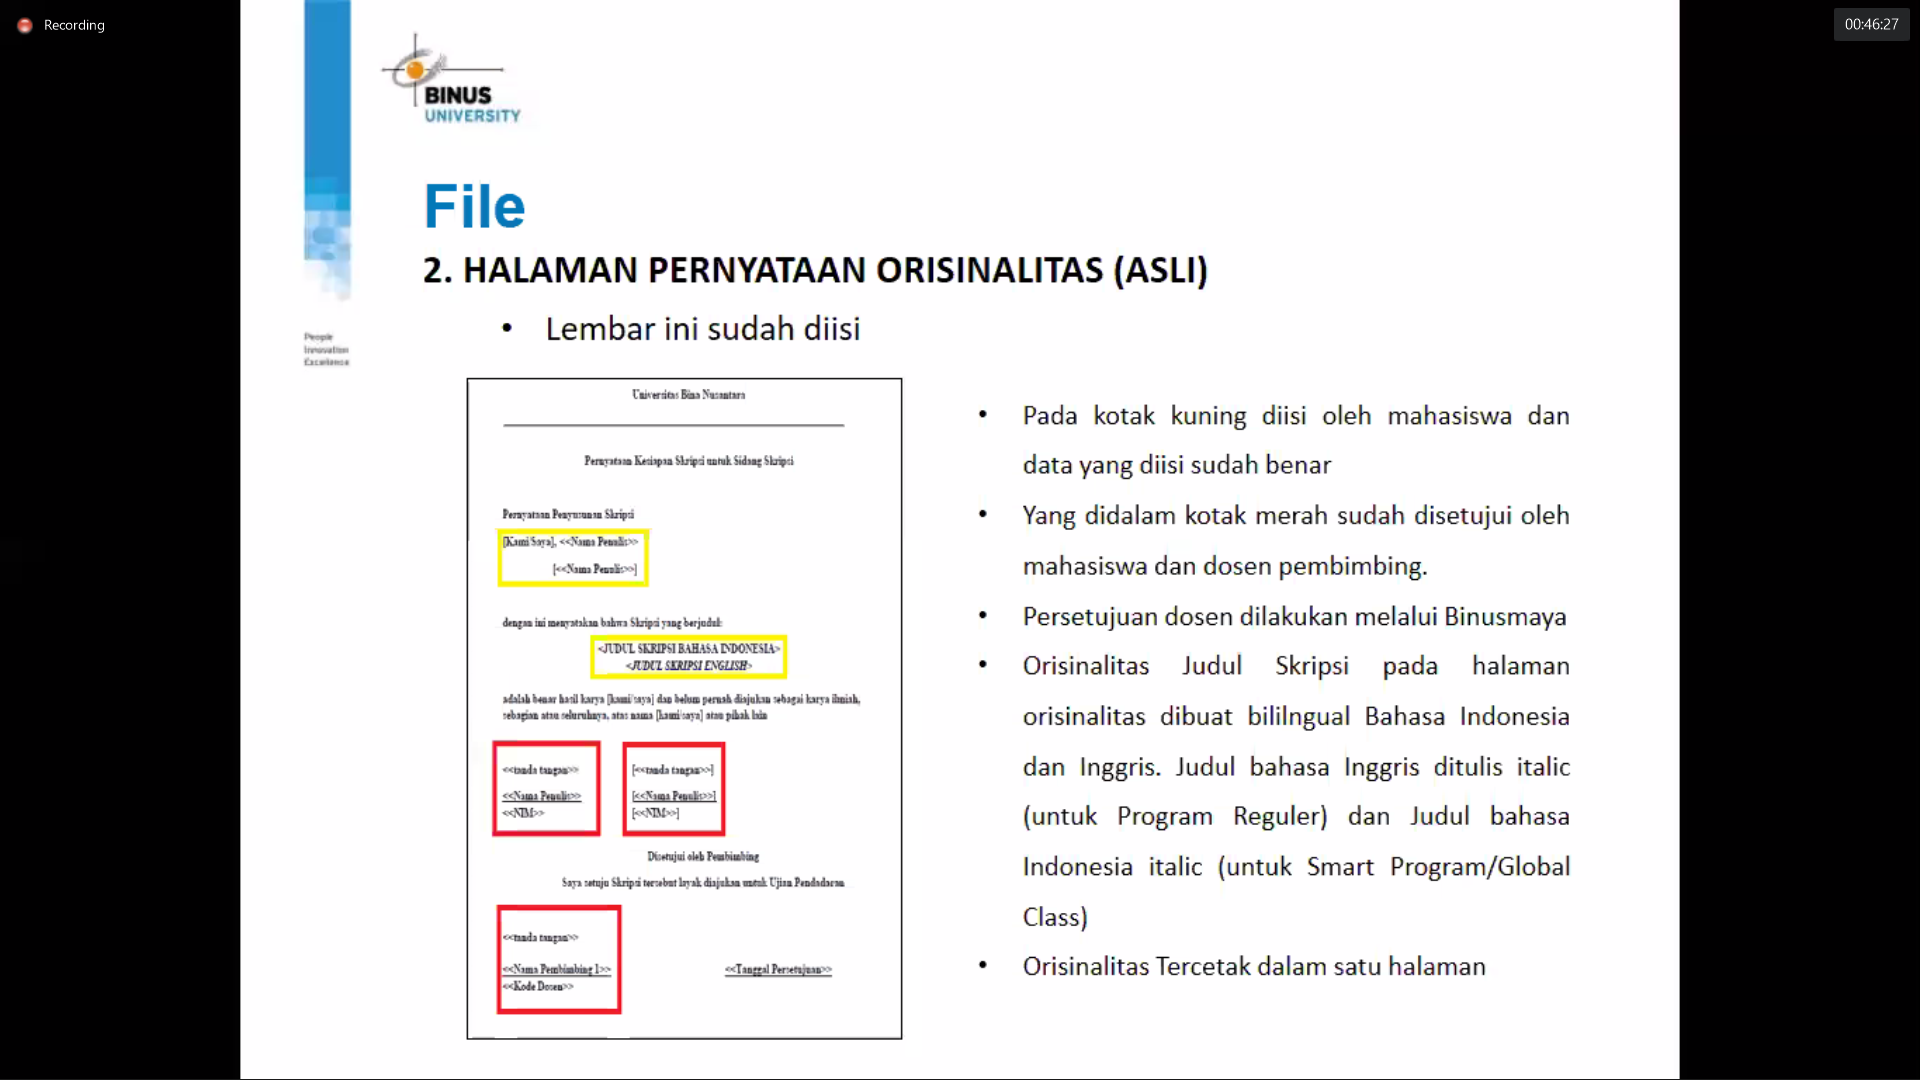 Recording
00:46:27
BINUS
UNIVERSITY
People
Innovation
Excellence
File
2. HALAMAN PERNYATAAN ORISINALITAS (ASLI)
• Lembar ini sudah diisi
Universitas Bina Nusantara
Pernyataan Kesiapan Skripsi untuk Sidang Skripsi
Pernyataan Penyusunan Skripsi
[Kami/Saya], <<Nama Penulis>>
[<<Nama Penulis>>]
dengan ini menyatakan bahwa Skripsi yang berjudul:
<JUDUL SKRIPSI BAHASA INDONESIA>
<JUDUL SKRIPSI ENGLISH>
adalah benar hasil karya [kami/saya] dan belum pernah diajukan sebagai karya ilmiah,
sebagian atau seluruhnya, atas nama [kami/saya] atau pihak lain
<<tanda tangan>> [<<tanda tangan>>]
<<Nama Penulis>> [<<Nama Penulis>>]
<<NIM>> [<<NIM>>]
Disetujui oleh Pembimbing
Saya setuju Skripsi tersebut layak diajukan untuk Ujian Pendadaran
<<tanda tangan>>
<<Nama Pembimbing 1>> <<Tanggal Persetujuan>>
<<Kode Dosen>>
• Pada kotak kuning diisi oleh mahasiswa dan
data yang diisi sudah benar
• Yang didalam kotak merah sudah disetujui oleh
mahasiswa dan dosen pembimbing.
• Persetujuan dosen dilakukan melalui Binusmaya
• Orisinalitas Judul Skripsi pada halaman
orisinalitas dibuat bililngual Bahasa Indonesia
dan Inggris. Judul bahasa Inggris ditulis italic
(untuk Program Reguler) dan Judul bahasa
Indonesia italic (untuk Smart Program/Global
Class)
• Orisinalitas Tercetak dalam satu halaman